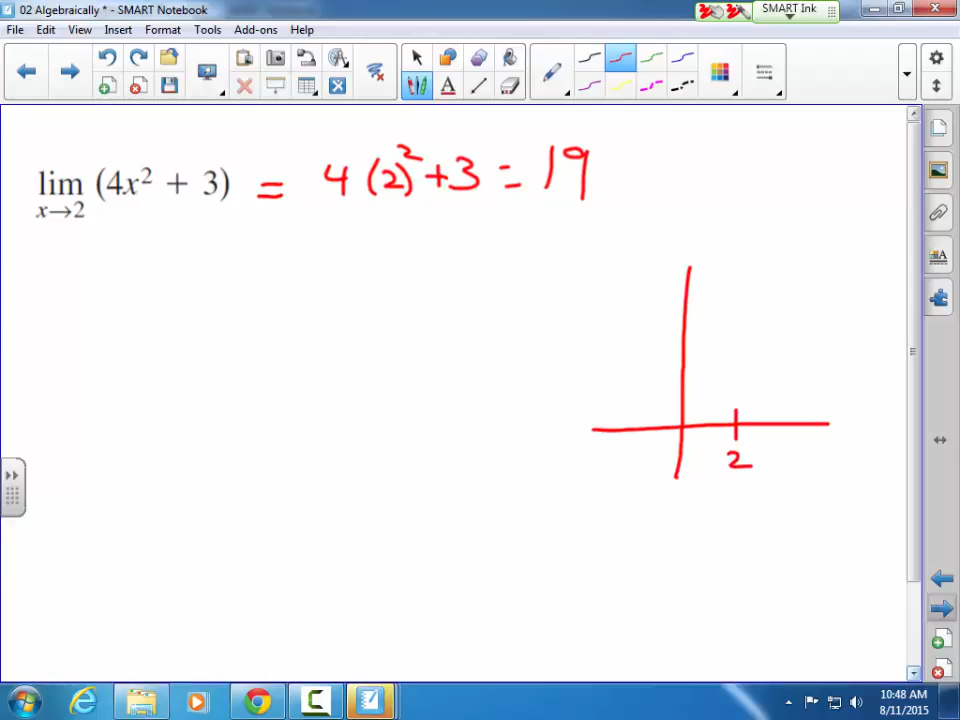 02 Algebraically * - SMART Notebook
SMART Ink
File Edit View Insert Format Tools Add-ons Help
lim (4x² + 3) = 4(2)² + 3 = 19
x→2
2
10:48 AM
8/11/2015